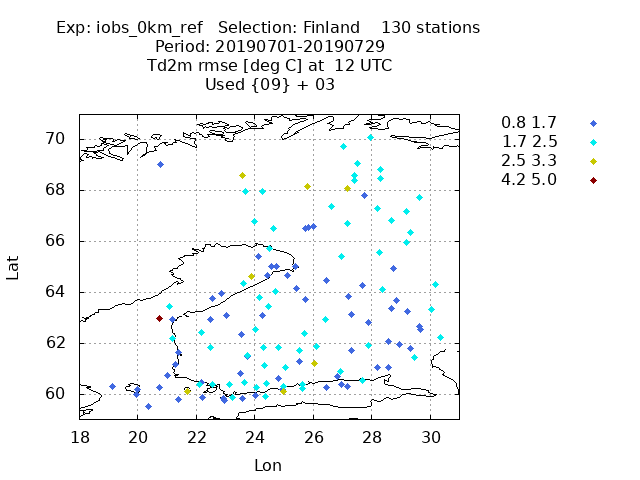 Exp: iobs_0km_ref   Selection: Finland    130 stations
Period: 20190701-20190729
Td2m rmse [deg C] at  12 UTC
Used {09} + 03
0.8 1.7
1.7 2.5
2.5 3.3
4.2 5.0
70
68
66
64
62
60
Lat
18 20 22 24 26 28 30
Lon